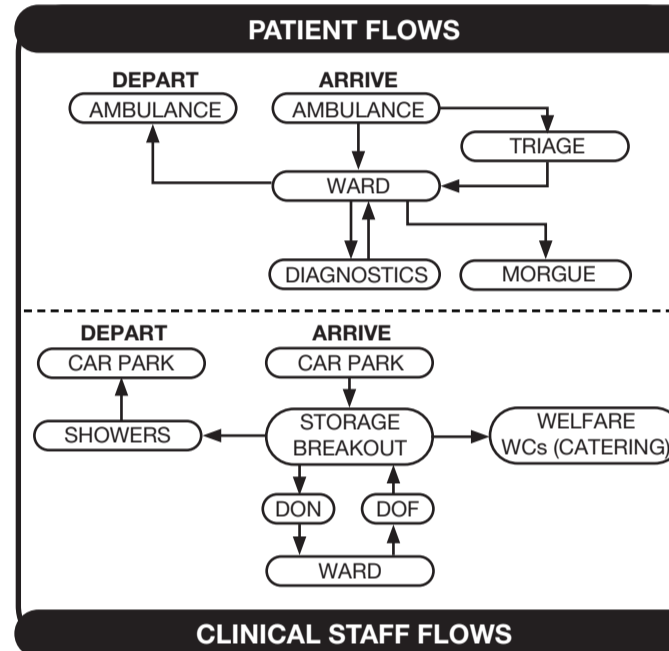 PATIENT FLOWS
DEPART
ARRIVE
AMBULANCE
AMBULANCE
TRIAGE
WARD
DIAGNOSTICS
MORGUE
DEPART
ARRIVE
CAR PARK
CAR PARK
SHOWERS
STORAGE
BREAKOUT
WELFARE
WCs (CATERING)
DON
DOF
WARD
CLINICAL STAFF FLOWS